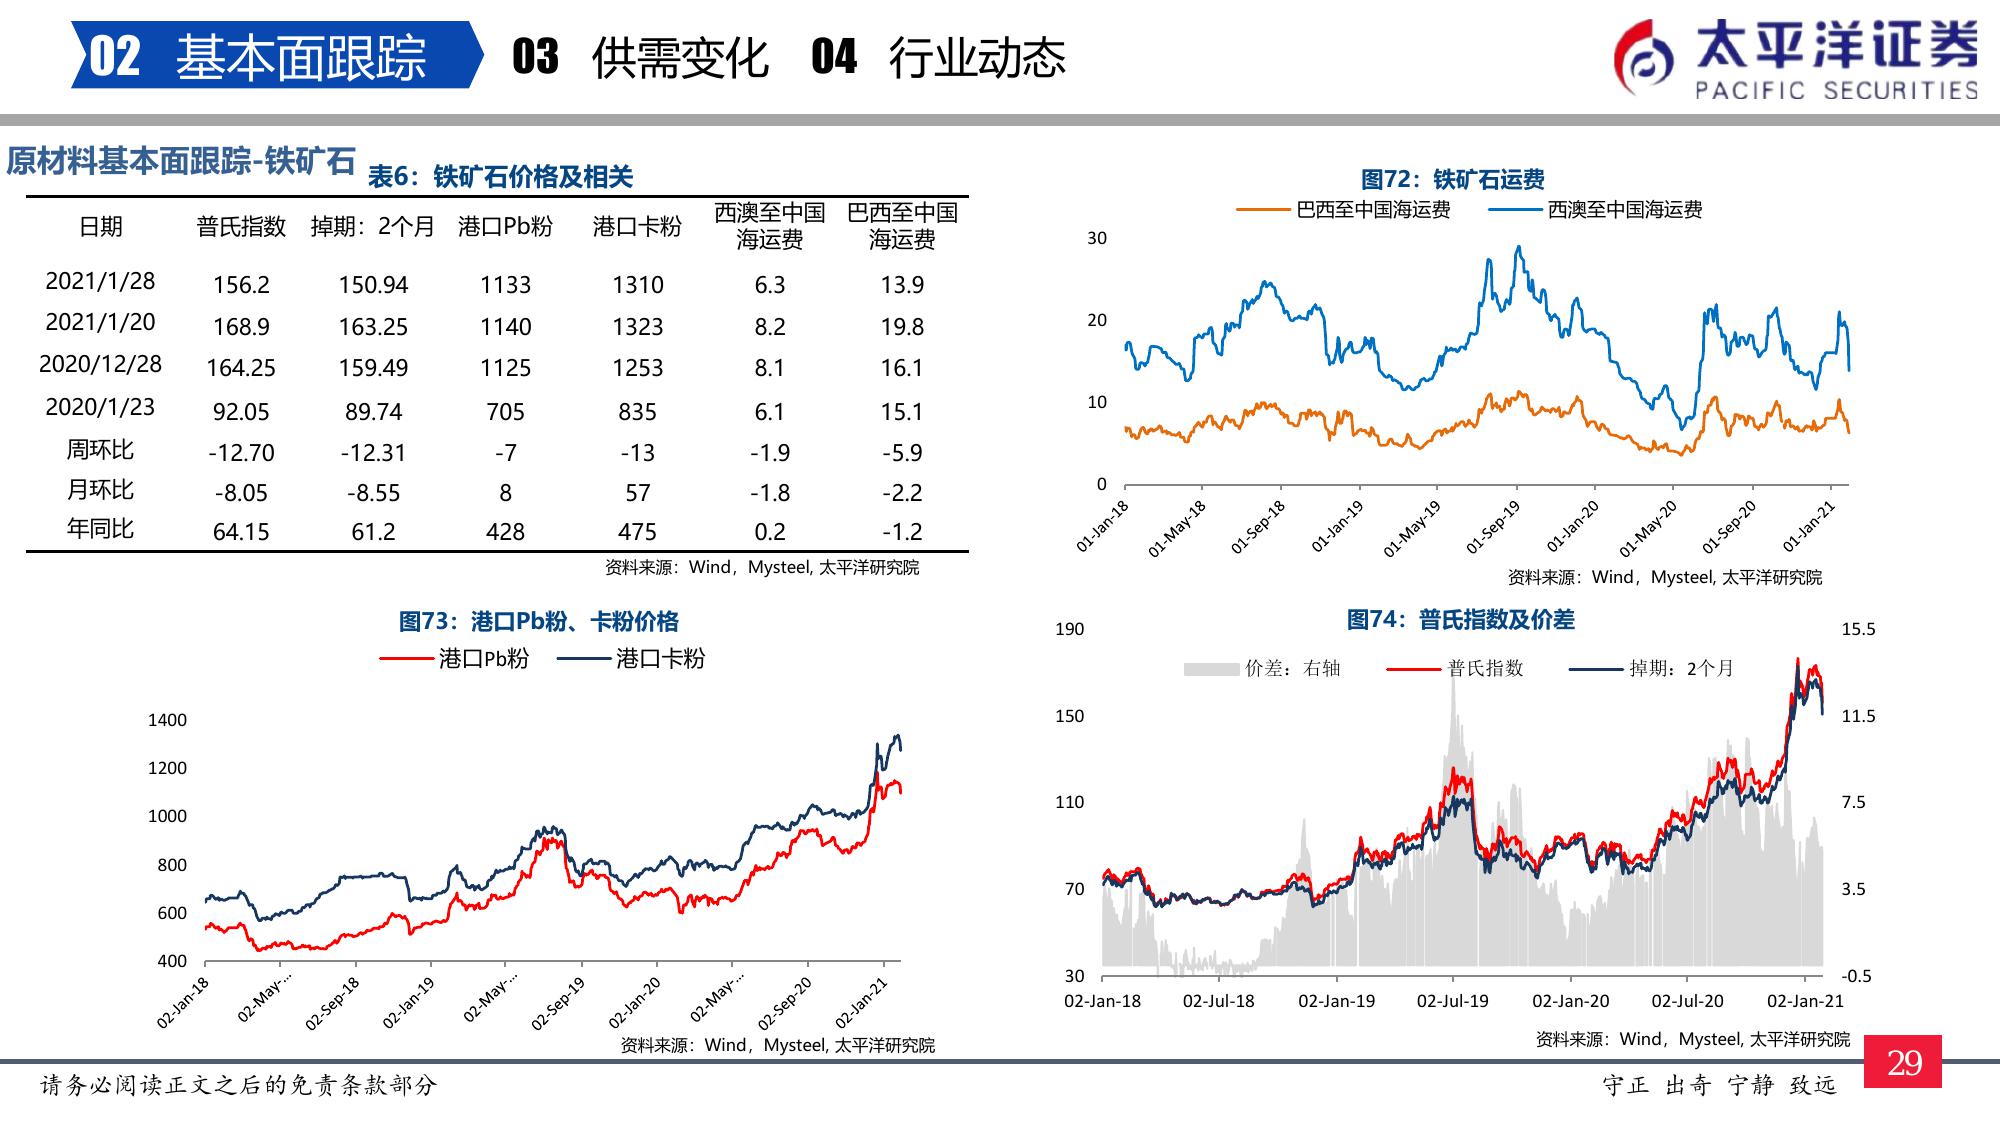 02 基本面跟踪 03 供需变化 04 行业动态
太平洋证券
PACIFIC SECURITIES
原材料基本面跟踪-铁矿石
表6：铁矿石价格及相关
日期 普氏指数 掉期：2个月 港口Pb粉 港口卡粉 西澳至中国 巴西至中国
海运费 海运费
2021/1/28 156.2 150.94 1133 1310 6.3 13.9
2021/1/20 168.9 163.25 1140 1323 8.2 19.8
2020/12/28 164.25 159.49 1125 1253 8.1 16.1
2020/1/23 92.05 89.74 705 835 6.1 15.1
周环比 -12.70 -12.31 -7 -13 -1.9 -5.9
月环比 -8.05 -8.55 8 57 -1.8 -2.2
年同比 64.15 61.2 428 475 0.2 -1.2
资料来源：Wind，Mysteel, 太平洋研究院
图72：铁矿石运费
巴西至中国海运费 西澳至中国海运费
30
20
10
0
01-Jan-18 01-May-18 01-Sep-18 01-Jan-19 01-May-19 01-Sep-19 01-Jan-20 01-May-20 01-Sep-20 01-Jan-21
资料来源：Wind，Mysteel, 太平洋研究院
图73：港口Pb粉、卡粉价格
港口Pb粉 港口卡粉
1400
1200
1000
800
600
400
02-Jan-18 02-May-... 02-Sep-18 02-Jan-19 02-May-... 02-Sep-19 02-Jan-20 02-May-... 02-Sep-20 02-Jan-21
资料来源：Wind，Mysteel, 太平洋研究院
图74：普氏指数及价差
价差：右轴 普氏指数 掉期：2个月
190 15.5
150 11.5
110 7.5
70 3.5
30 -0.5
02-Jan-18 02-Jul-18 02-Jan-19 02-Jul-19 02-Jan-20 02-Jul-20 02-Jan-21
资料来源：Wind，Mysteel, 太平洋研究院
请务必阅读正文之后的免责条款部分
守正 出奇 宁静 致远
29